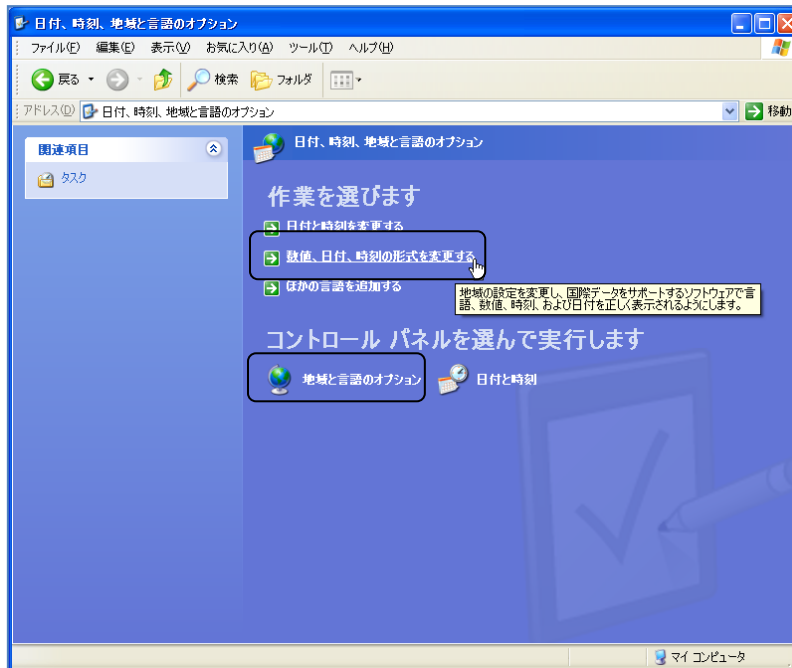 日付、時刻、地域と言語のオプション
ファイル(F) 編集(E) 表示(V) お気に入り(A) ツール(T) ヘルプ(H)
戻る 検索 フォルダ
アドレス(D) 日付、時刻、地域と言語のオプション 移動
関連項目
タスク
日付、時刻、地域と言語のオプション
作業を選びます
日付と時刻を変更する
数値、日付、時刻の形式を変更する
ほかの言語を追加する
地域の設定を変更し、国際データをサポートするソフトウェアで言
語、数値、時刻、および日付を正しく表示されるようにします。
コントロール パネルを選んで実行します
地域と言語のオプション 日付と時刻
マイ コンピュータ